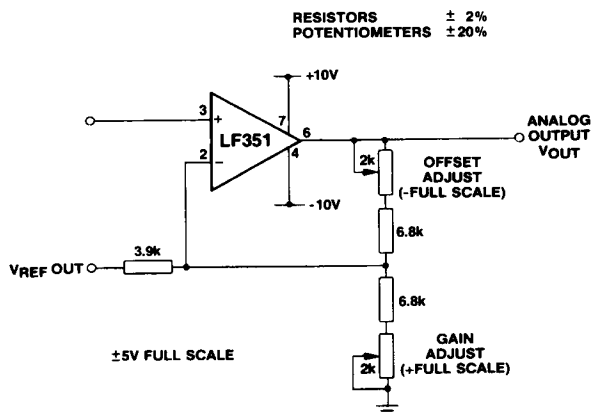 RESISTORS ± 2%
POTENTIOMETERS ±20%
+10V
3
+
7
LF351
6
2
−
4
-10V
ANALOG
OUTPUT
VOUT
2k
OFFSET
ADJUST
(-FULL SCALE)
6.8k
3.9k
VREF OUT
6.8k
±5V FULL SCALE
GAIN
ADJUST
(+FULL SCALE)
2k